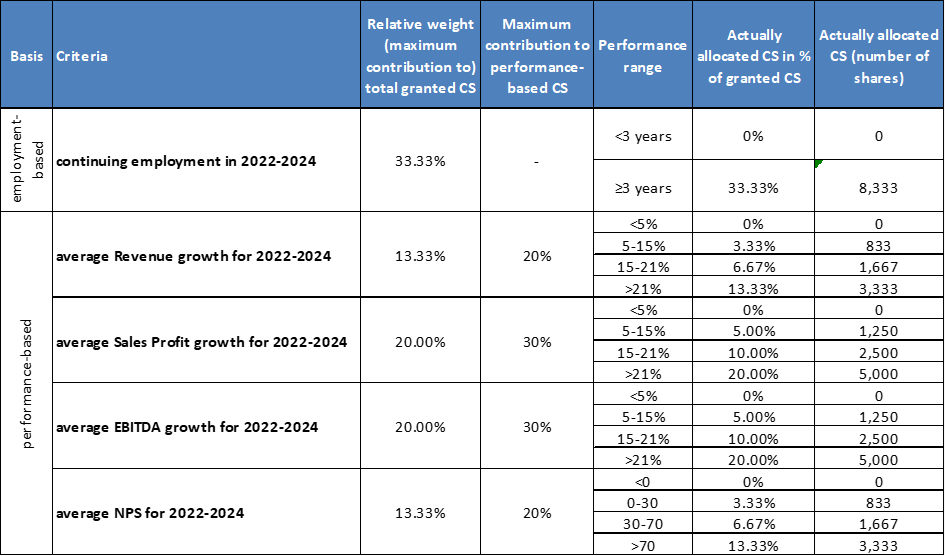 Basis
Criteria
Relative weight
(maximum
contribution to)
total granted CS
Maximum
contribution to
performance-
based CS
Performance
range
Actually
allocated CS in %
of granted CS
Actually allocated
CS (number of
shares)
employment-
based
continuing employment in 2022-2024
33.33%
-
<3 years
0%
0
≥3 years
33.33%
8,333
performance-based
average Revenue growth for 2022-2024
13.33%
20%
<5%
0%
0
5-15%
3.33%
833
15-21%
6.67%
1,667
>21%
13.33%
3,333
average Sales Profit growth for 2022-2024
20.00%
30%
<5%
0%
0
5-15%
5.00%
1,250
15-21%
10.00%
2,500
>21%
20.00%
5,000
average EBITDA growth for 2022-2024
20.00%
30%
<5%
0%
0
5-15%
5.00%
1,250
15-21%
10.00%
2,500
>21%
20.00%
5,000
average NPS for 2022-2024
13.33%
20%
<0
0%
0
0-30
3.33%
833
30-70
6.67%
1,667
>70
13.33%
3,333